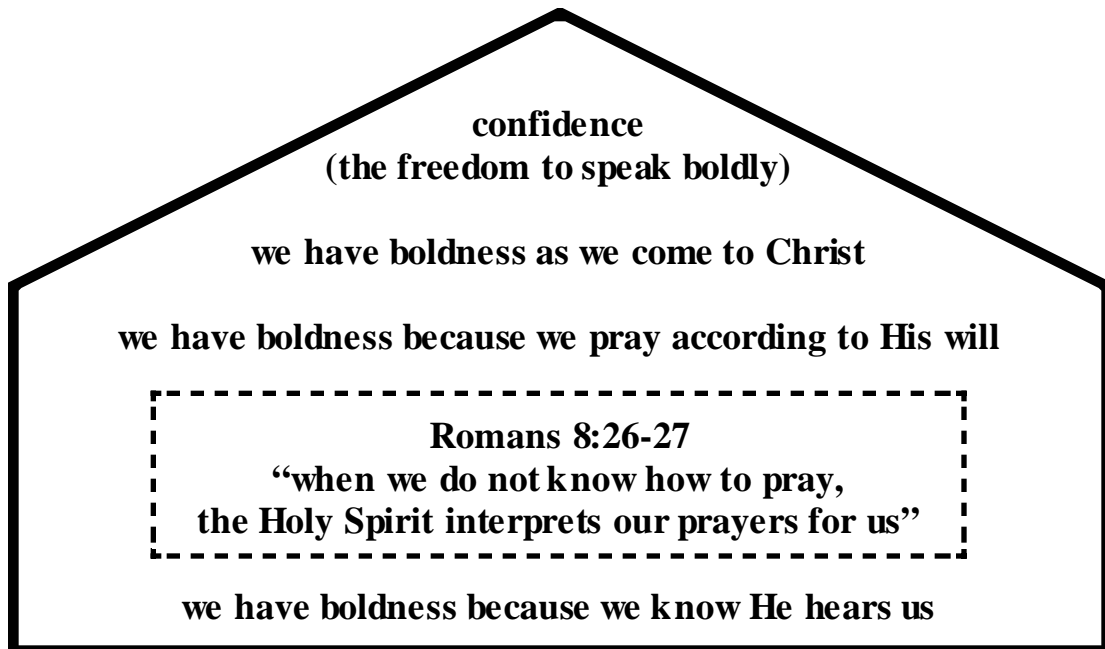 confidence
(the freedom to speak boldly)
we have boldness as we come to Christ
we have boldness because we pray according to His will
Romans 8:26-27
“when we do not know how to pray,
the Holy Spirit interprets our prayers for us”
we have boldness because we know He hears us